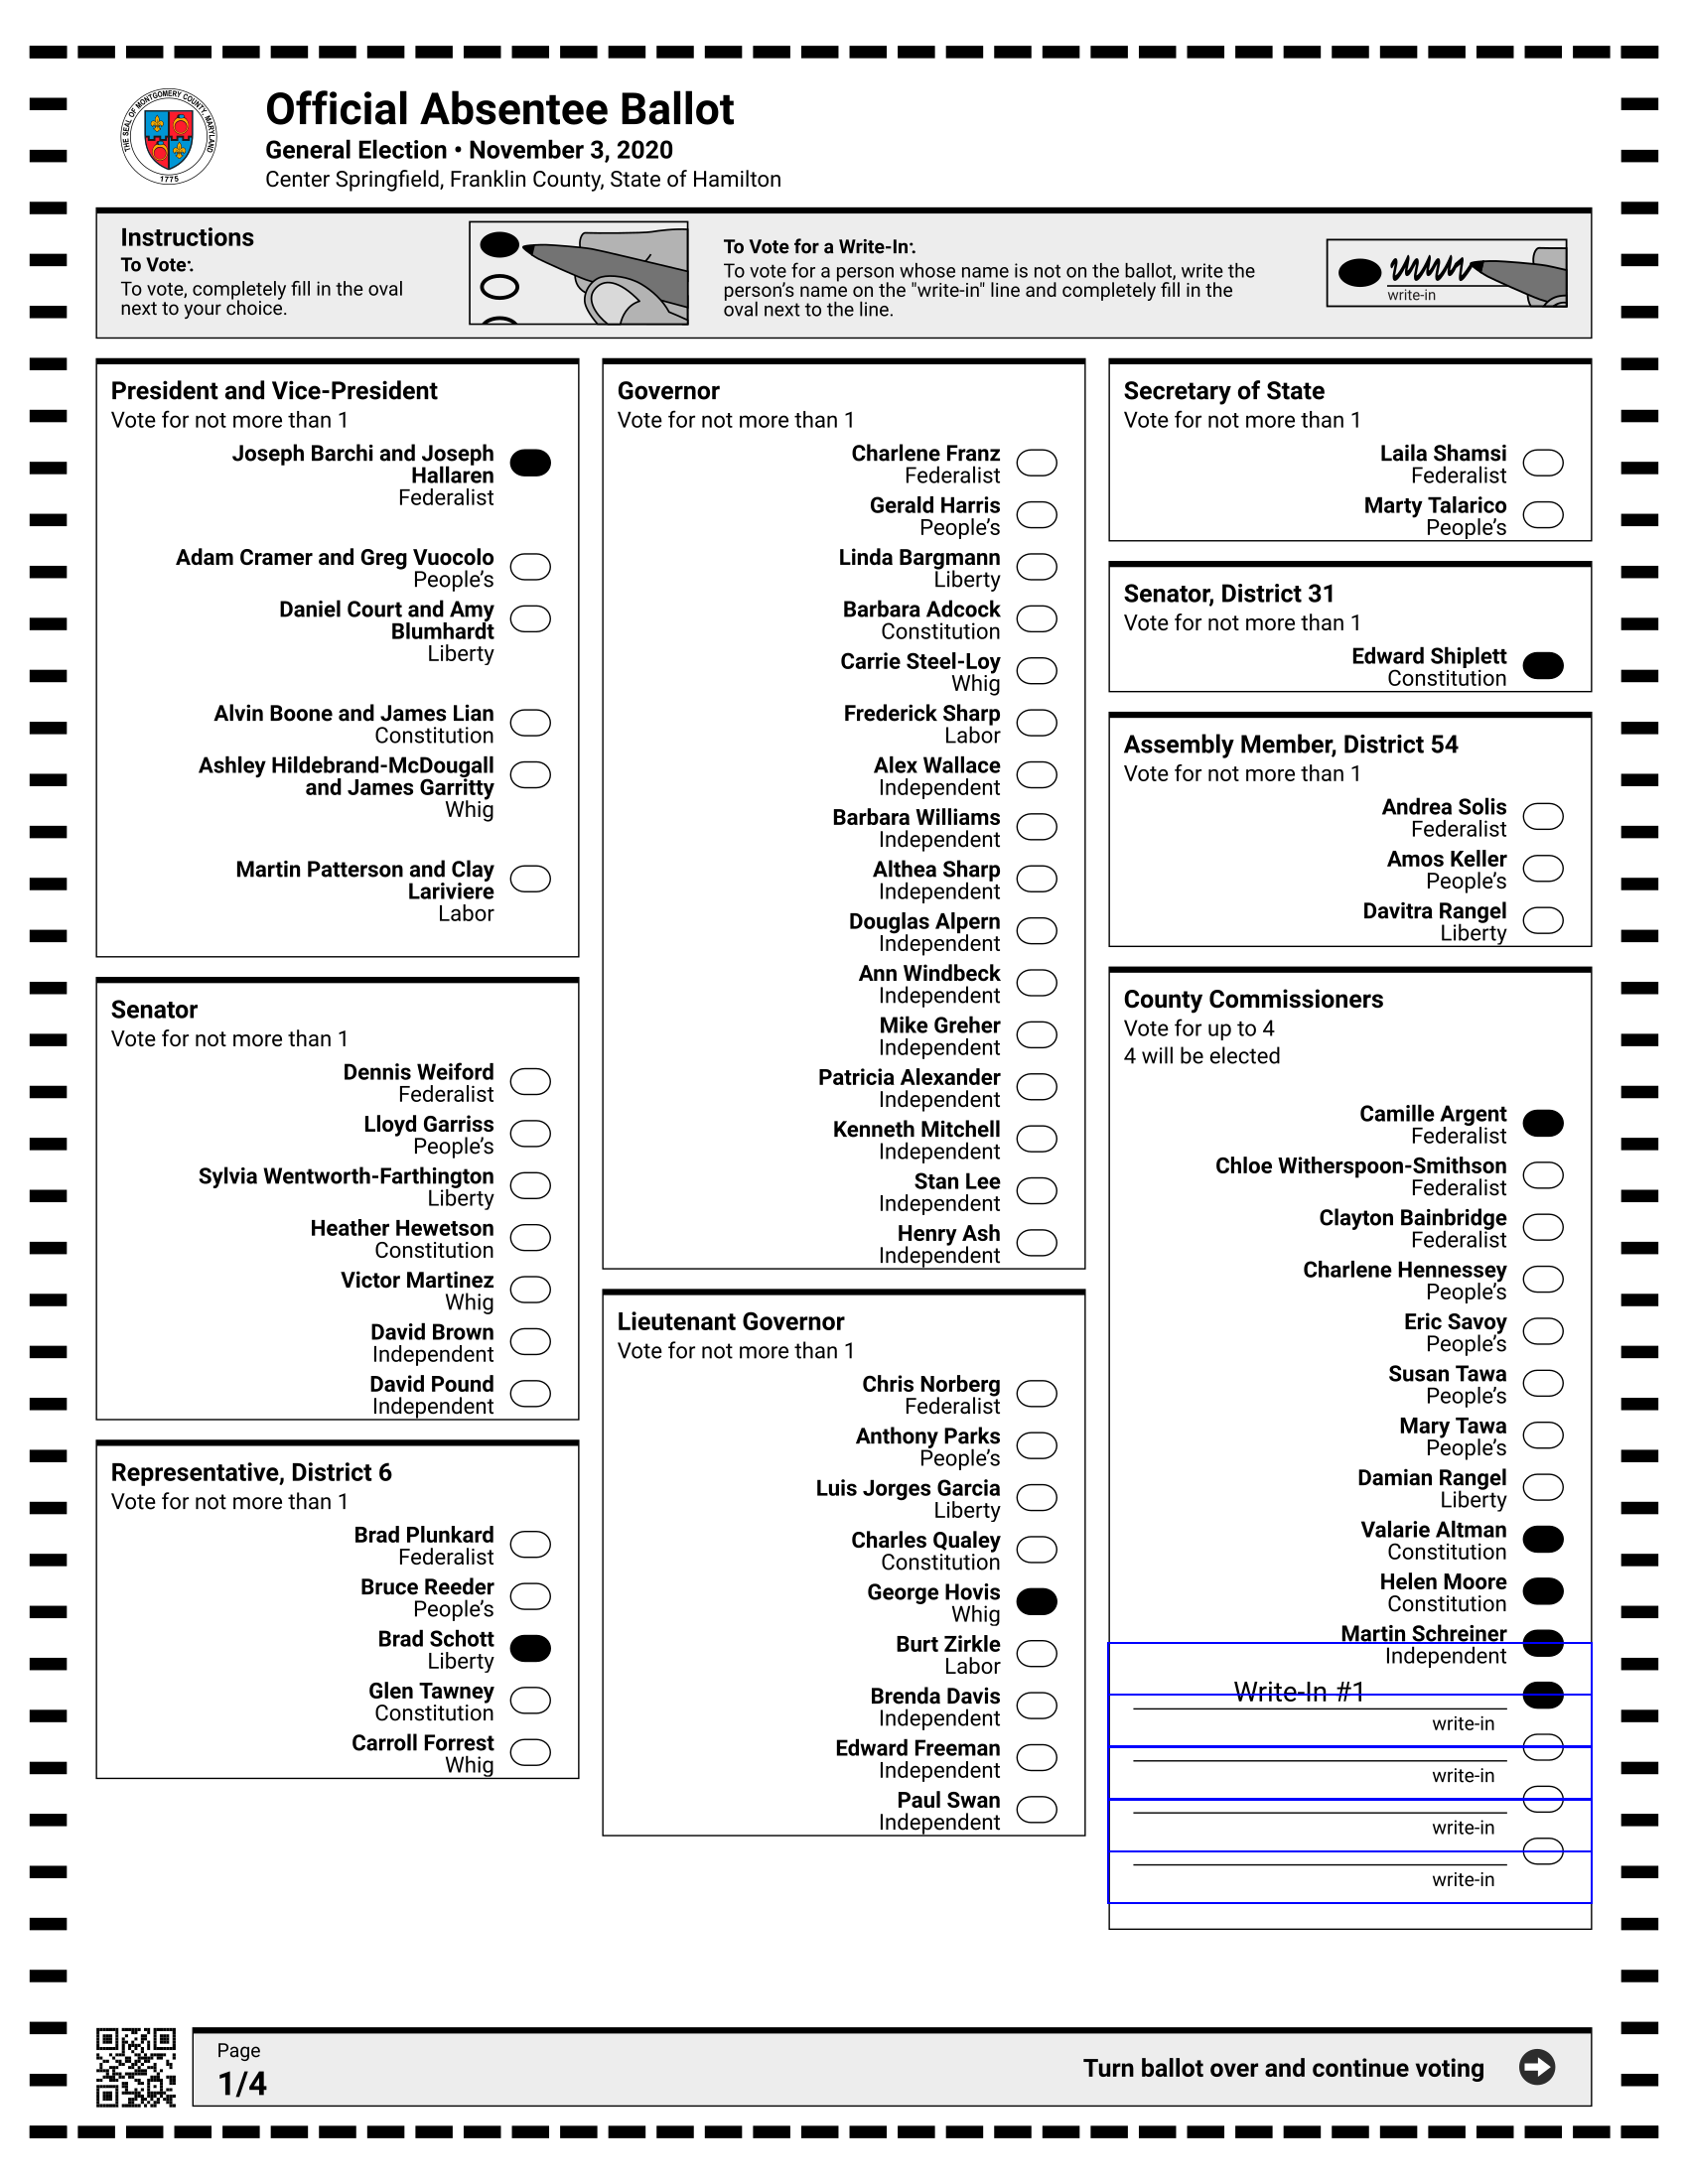 Official Absentee Ballot
General Election • November 3, 2020
Center Springfield, Franklin County, State of Hamilton
THE SEAL OF MONTGOMERY COUNTY, MARYLAND
1775
Instructions
To Vote:
To vote, completely fill in the oval
next to your choice.
To Vote for a Write-In:
To vote for a person whose name is not on the ballot, write the
person's name on the "write-in" line and completely fill in the
oval next to the line.
write-in
President and Vice-President
Vote for not more than 1
Joseph Barchi and Joseph
Hallaren
Federalist
Adam Cramer and Greg Vuocolo
People's
Daniel Court and Amy
Blumhardt
Liberty
Alvin Boone and James Lian
Constitution
Ashley Hildebrand-McDougall
and James Garritty
Whig
Martin Patterson and Clay
Lariviere
Labor
Senator
Vote for not more than 1
Dennis Weiford
Federalist
Lloyd Garriss
People's
Sylvia Wentworth-Farthington
Liberty
Heather Hewetson
Constitution
Victor Martinez
Whig
David Brown
Independent
David Pound
Independent
Representative, District 6
Vote for not more than 1
Brad Plunkard
Federalist
Bruce Reeder
People's
Brad Schott
Liberty
Glen Tawney
Constitution
Carroll Forrest
Whig
Governor
Vote for not more than 1
Charlene Franz
Federalist
Gerald Harris
People's
Linda Bargmann
Liberty
Barbara Adcock
Constitution
Carrie Steel-Loy
Whig
Frederick Sharp
Labor
Alex Wallace
Independent
Barbara Williams
Independent
Althea Sharp
Independent
Douglas Alpern
Independent
Ann Windbeck
Independent
Mike Greher
Independent
Patricia Alexander
Independent
Kenneth Mitchell
Independent
Stan Lee
Independent
Henry Ash
Independent
Lieutenant Governor
Vote for not more than 1
Chris Norberg
Federalist
Anthony Parks
People's
Luis Jorges Garcia
Liberty
Charles Qualey
Constitution
George Hovis
Whig
Burt Zirkle
Labor
Brenda Davis
Independent
Edward Freeman
Independent
Paul Swan
Independent
Secretary of State
Vote for not more than 1
Laila Shamsi
Federalist
Marty Talarico
People's
Senator, District 31
Vote for not more than 1
Edward Shiplett
Constitution
Assembly Member, District 54
Vote for not more than 1
Andrea Solis
Federalist
Amos Keller
People's
Davitra Rangel
Liberty
County Commissioners
Vote for up to 4
4 will be elected
Camille Argent
Federalist
Chloe Witherspoon-Smithson
Federalist
Clayton Bainbridge
Federalist
Charlene Hennessey
People's
Eric Savoy
People's
Susan Tawa
People's
Mary Tawa
People's
Damian Rangel
Liberty
Valarie Altman
Constitution
Helen Moore
Constitution
Martin Schreiner
Independent
Write-In #1
write-in
write-in
write-in
write-in
Page
1/4
Turn ballot over and continue voting